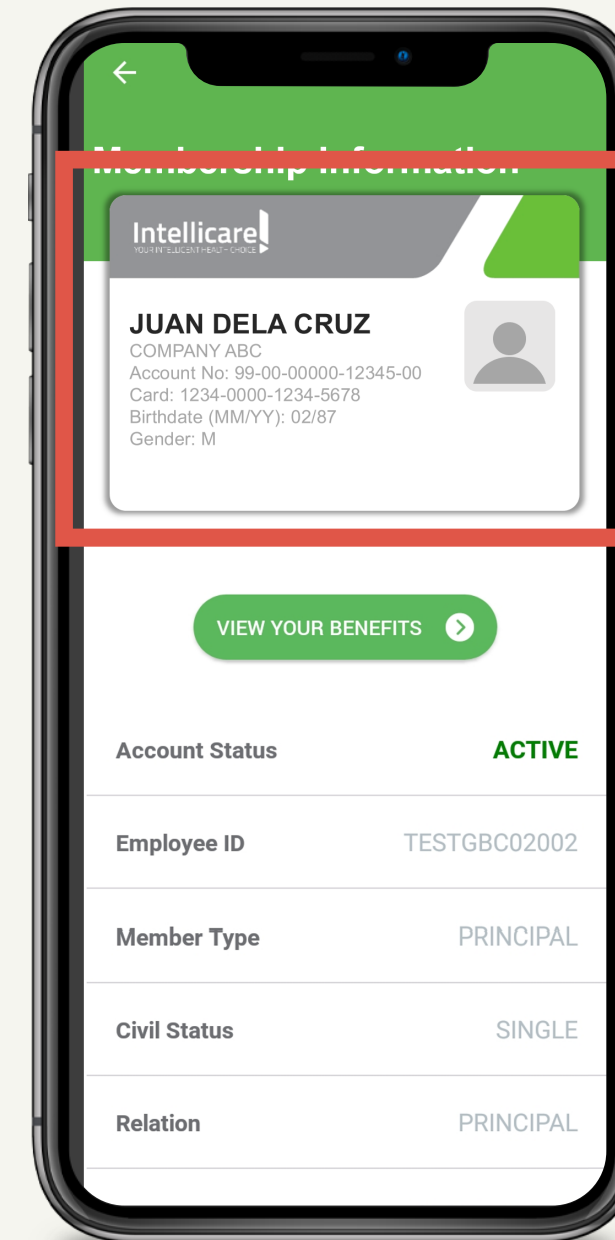 Membership Information
Intellicare!
YOUR INTELLIGENT HEALTH CHOICE
JUAN DELA CRUZ
COMPANY ABC
Account No: 99-00-00000-12345-00
Card: 1234-0000-1234-5678
Birthdate (MM/YY): 02/87
Gender: M
VIEW YOUR BENEFITS
Account Status ACTIVE
Employee ID TESTGBC02002
Member Type PRINCIPAL
Civil Status SINGLE
Relation PRINCIPAL